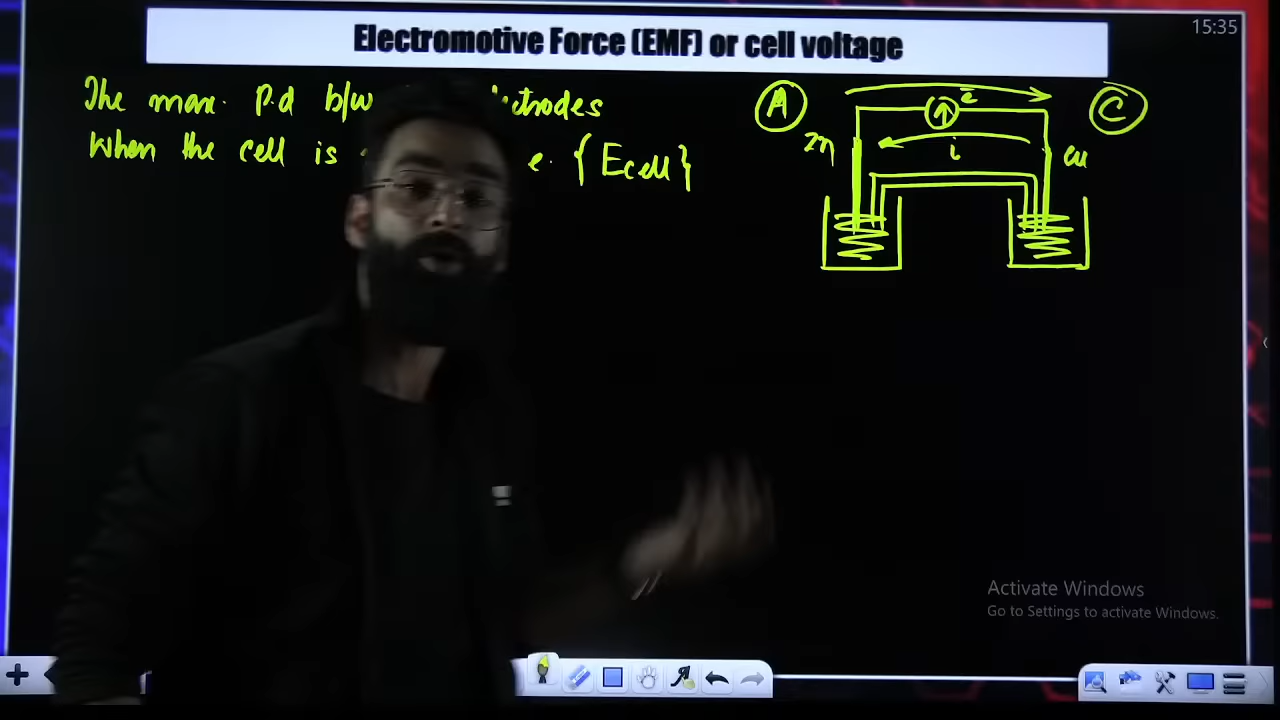 15:35
Electromotive Force (EMF) or cell voltage
The max. P.d b/w
When the cell is e. {Ecell}
A
e⁻
C
Zn
i
Cu
Activate Windows
Go to Settings to activate Windows.